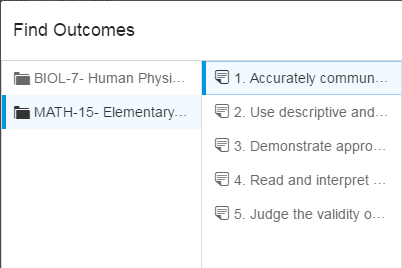 Find Outcomes
BIOL-7- Human Physi...
MATH-15- Elementary...
1. Accurately commun...
2. Use descriptive and...
3. Demonstrate appro...
4. Read and interpret ...
5. Judge the validity o...